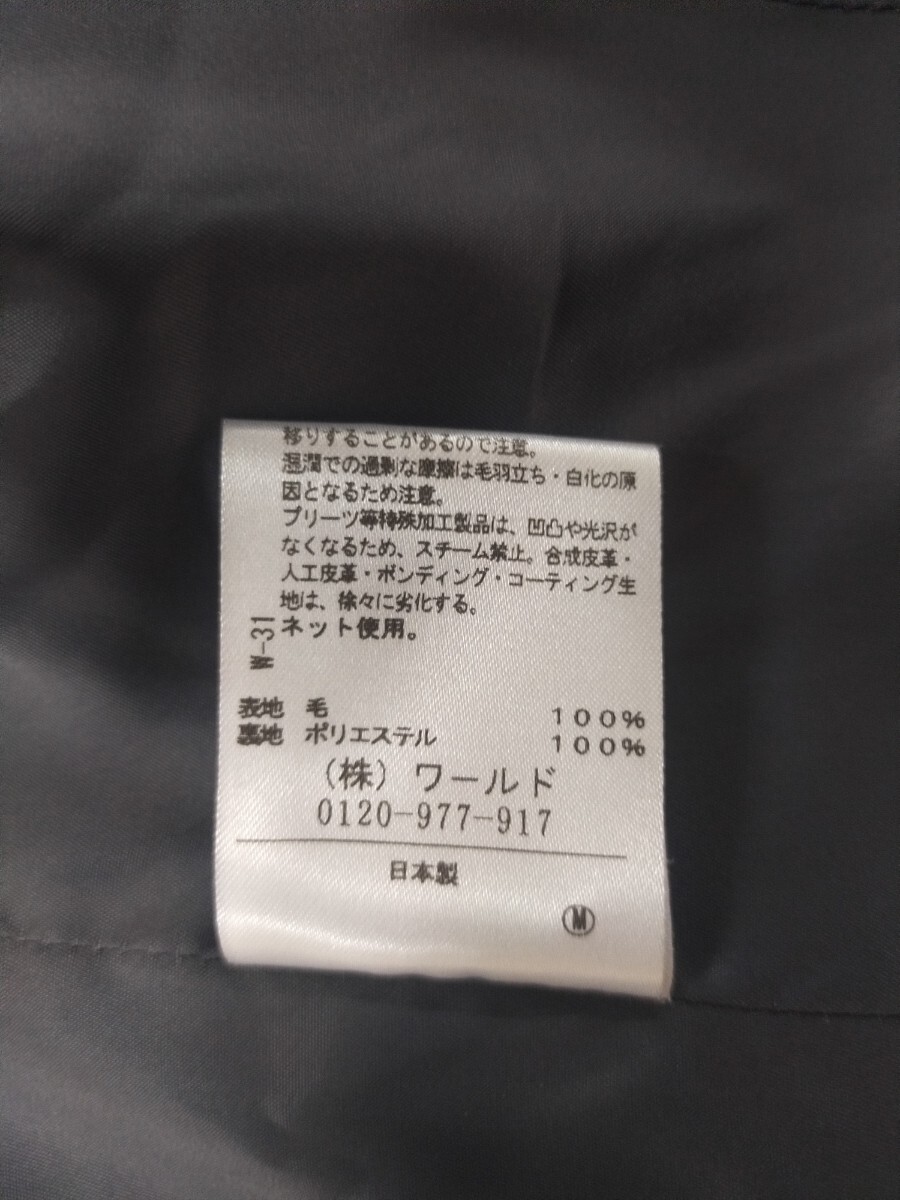 移りすることがあるので注意。
湿潤での過剰な摩擦は毛羽立ち・白化の原
因となるため注意。
プリーツ等特殊加工製品は、凹凸や光沢が
なくなるため、スチーム禁止。合成皮革・
人工皮革・ボンディング・コーティング生
地は、徐々に劣化する。
ネット使用。
W-31
表地 毛 100%
裏地 ポリエステル 100%
(株) ワールド
0120-977-917
日本製
Ⓜ